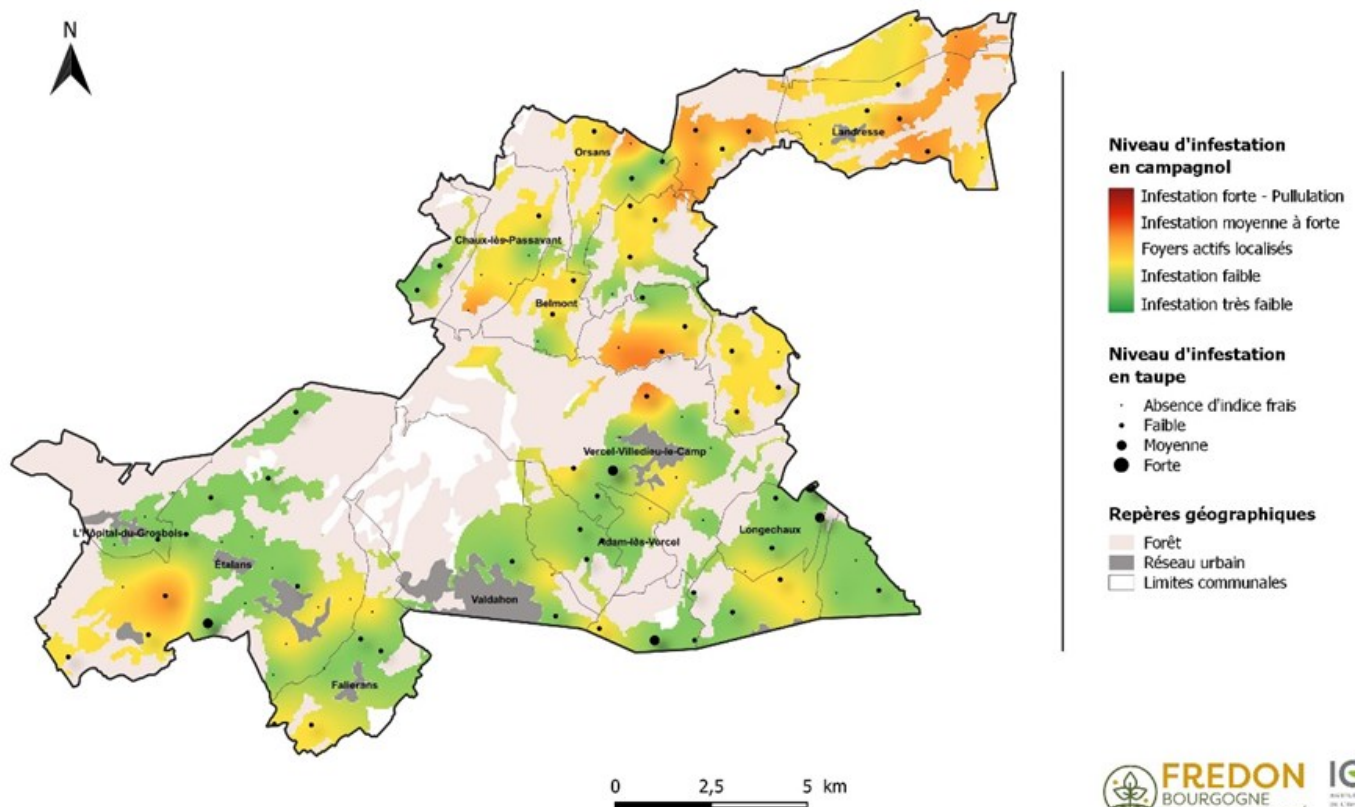 N
Landresse
Orsans
Chaux-lès-Passavant
Belmont
Vercel-Villedieu-le-Camp
L'Hôpital-du-Grosbois
Étalans
Adam-lès-Vercel
Longechaux
Valdahon
Fallerans
0 2,5 5 km
Niveau d'infestation
en campagnol
Infestation forte - Pullulation
Infestation moyenne à forte
Foyers actifs localisés
Infestation faible
Infestation très faible
Niveau d'infestation
en taupe
Absence d'indice frais
Faible
Moyenne
Forte
Repères géographiques
Forêt
Réseau urbain
Limites communales
FREDON
BOURGOGNE